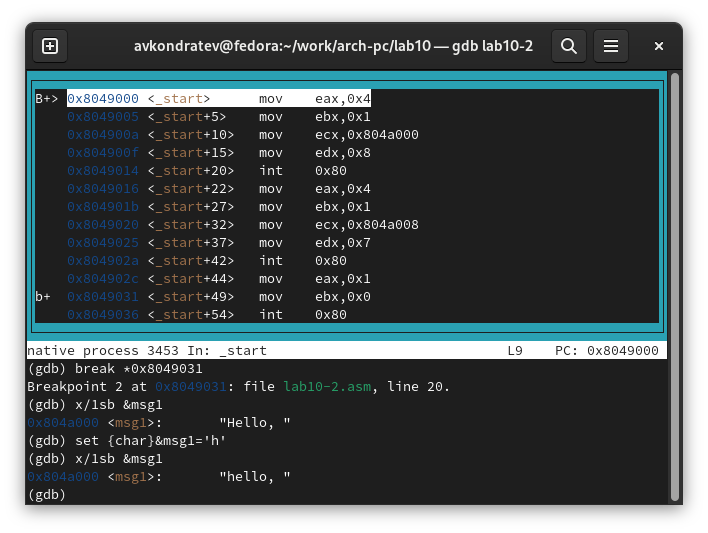 avkondratev@fedora:~/work/arch-pc/lab10 — gdb lab10-2
B+> 0x8049000 <_start>      mov    eax,0x4
0x8049005 <_start+5>    mov    ebx,0x1
0x804900a <_start+10>   mov    ecx,0x804a000
0x804900f <_start+15>   mov    edx,0x8
0x8049014 <_start+20>   int    0x80
0x8049016 <_start+22>   mov    eax,0x4
0x804901b <_start+27>   mov    ebx,0x1
0x8049020 <_start+32>   mov    ecx,0x804a008
0x8049025 <_start+37>   mov    edx,0x7
0x804902a <_start+42>   int    0x80
0x804902c <_start+44>   mov    eax,0x1
b+  0x8049031 <_start+49>   mov    ebx,0x0
0x8049036 <_start+54>   int    0x80
native process 3453 In: _start                              L9    PC: 0x8049000
(gdb) break *0x8049031
Breakpoint 2 at 0x8049031: file lab10-2.asm, line 20.
(gdb) x/1sb &msg1
0x804a000 <msg1>:       "Hello, "
(gdb) set {char}&msg1='h'
(gdb) x/1sb &msg1
0x804a000 <msg1>:       "hello, "
(gdb)